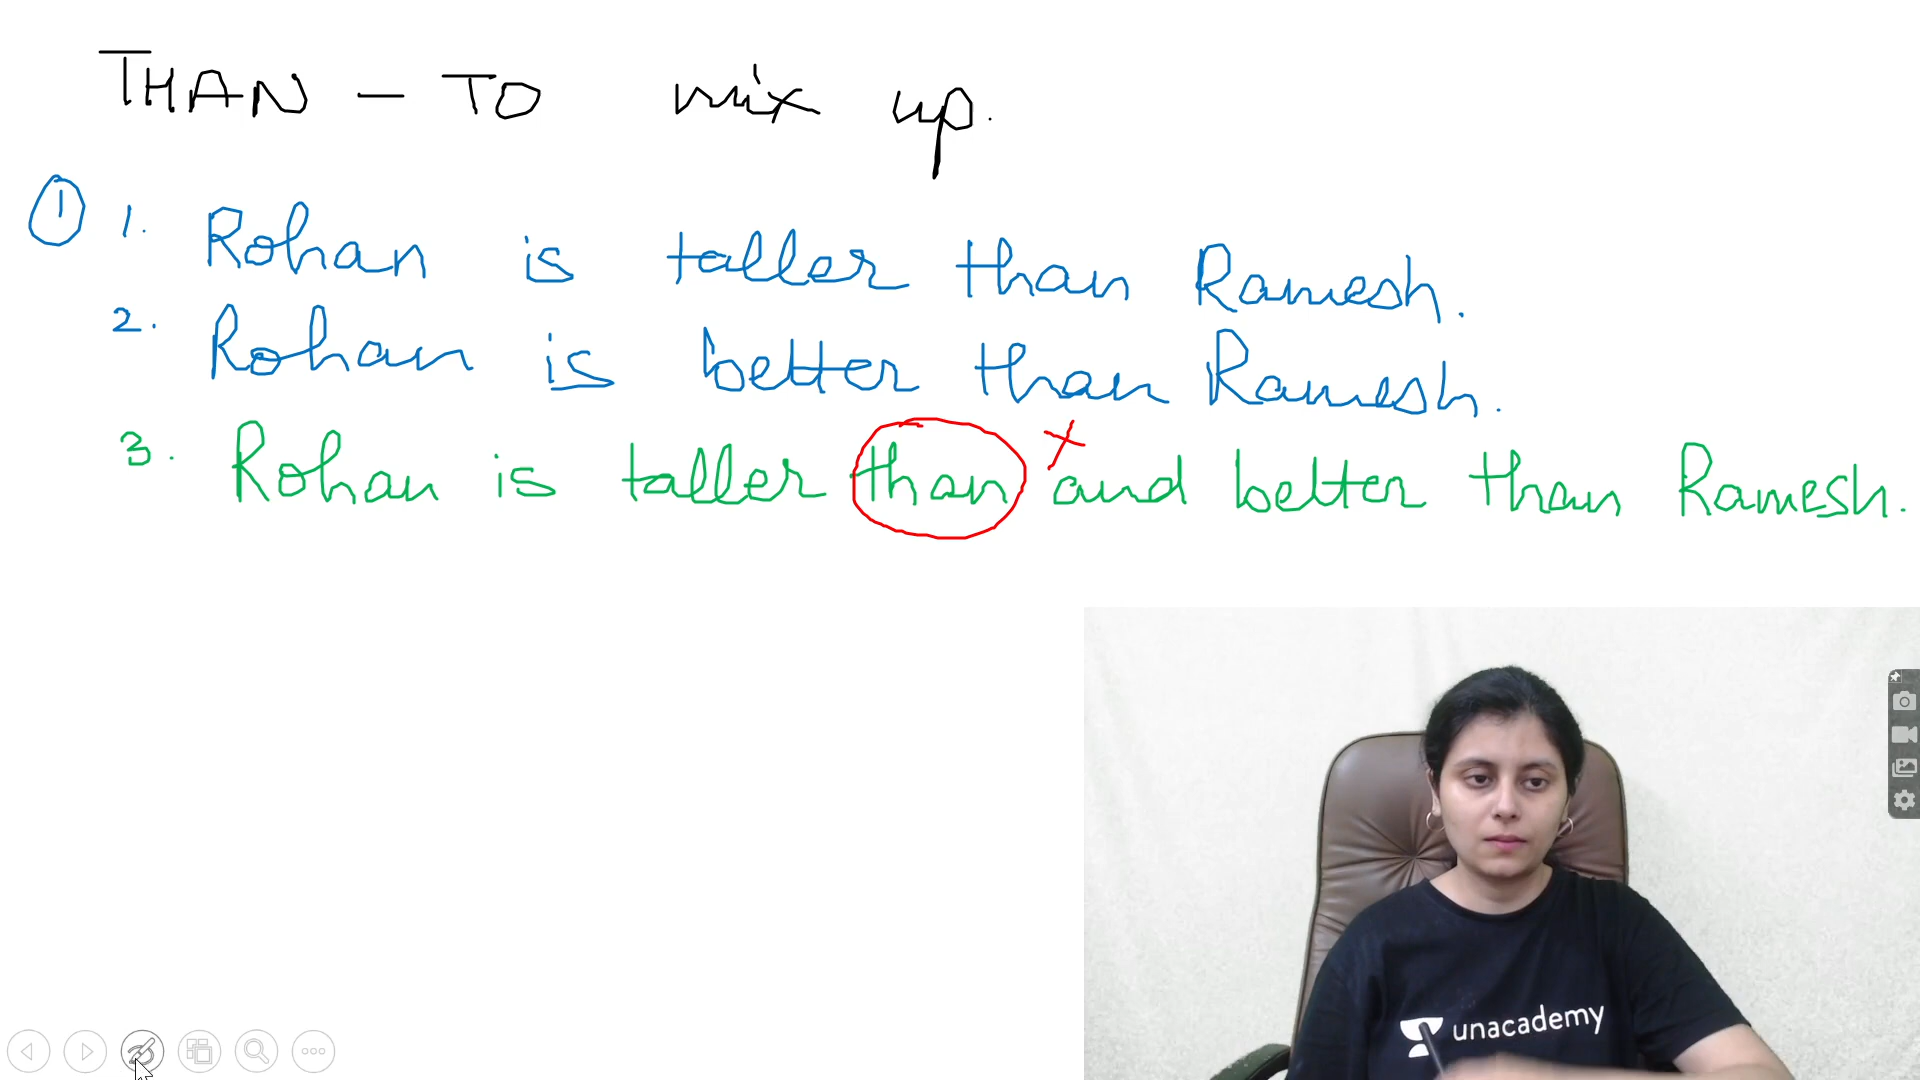 THAN - TO mix up.
① 1. Rohan is taller than Ramesh.
2. Rohan is better than Ramesh.
3. Rohan is taller than x and better than Ramesh.
unacademy